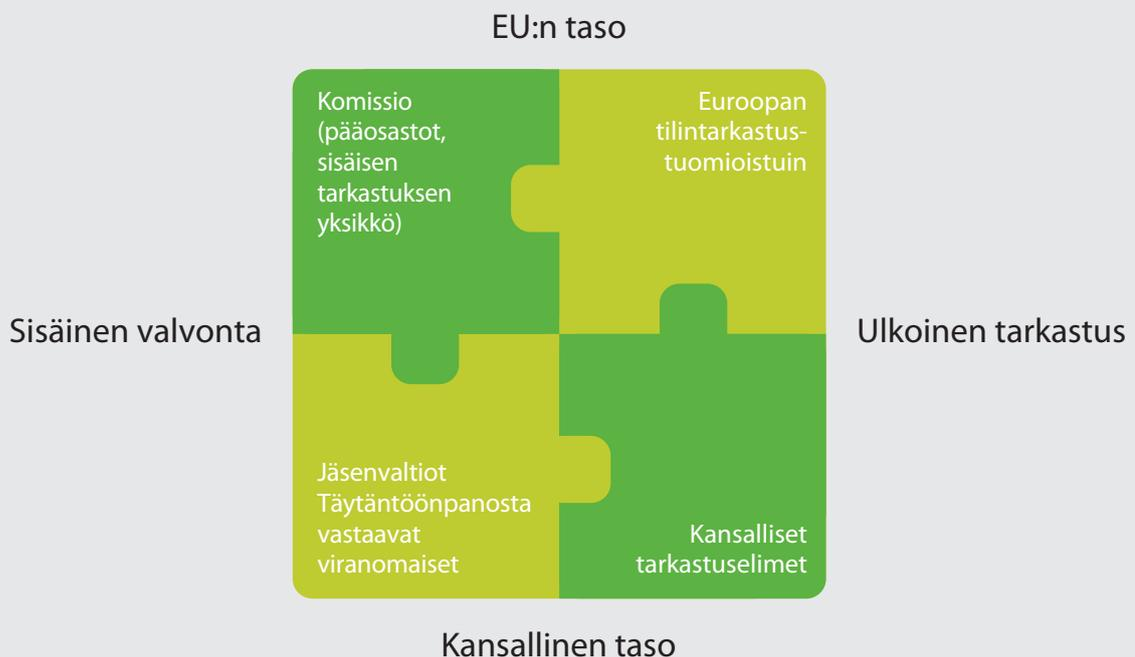 EU:n taso
Komissio
(pääosastot,
sisäisen
tarkastuksen
yksikkö)
Euroopan
tilintarkastus-
tuomioistuin
Sisäinen valvonta
Ulkoinen tarkastus
Jäsenvaltiot
Täytäntöönpanosta
vastaavat
viranomaiset
Kansalliset
tarkastuselimet
Kansallinen taso